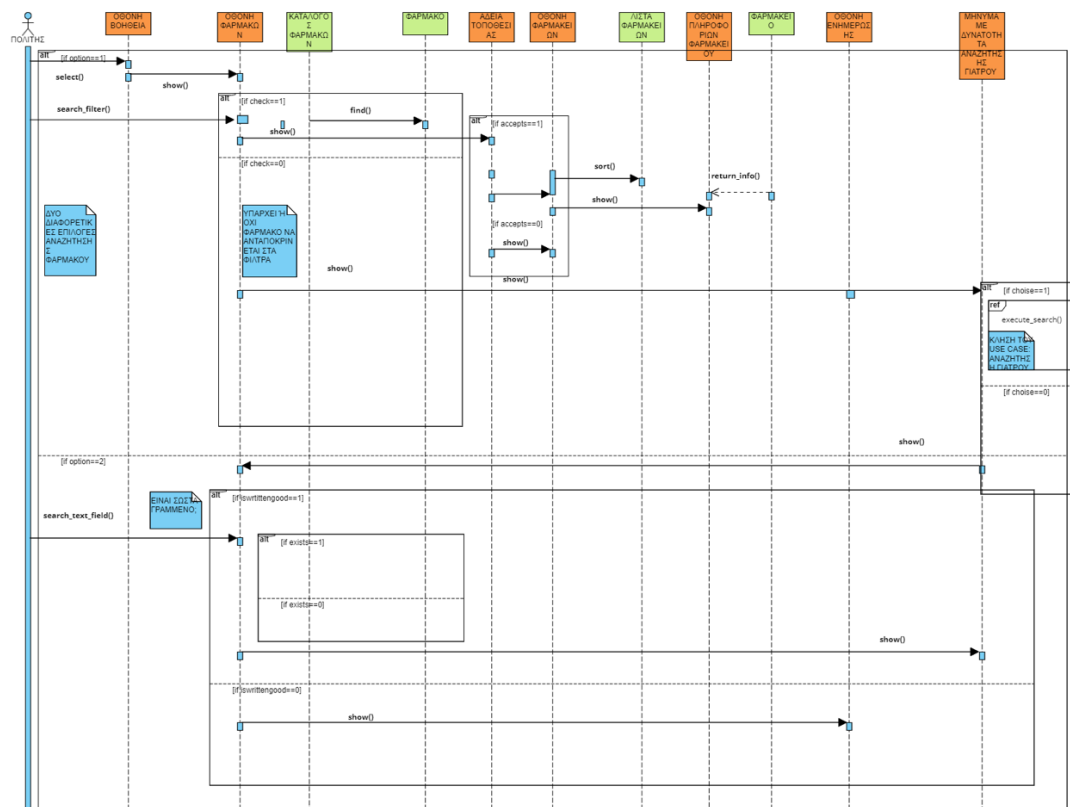 ΠΟΛΙΤΗΣ
ΟΘΟΝΗ
ΒΟΗΘΕΙΑ
ΟΘΟΝΗ
ΦΑΡΜΑΚΩ
Ν
ΚΑΤΑΛΟΓΟ
Σ
ΦΑΡΜΑΚΩ
Ν
ΦΑΡΜΑΚΟ
ΑΔΕΙΑ
ΤΟΠΟΘΕΣΙ
ΑΣ
ΟΘΟΝΗ
ΦΑΡΜΑΚΕΙ
ΩΝ
ΛΙΣΤΑ
ΦΑΡΜΑΚΕΙ
ΩΝ
ΟΘΟΝΗ
ΠΛΗΡΟΦΟ
ΡΙΩΝ
ΦΑΡΜΑΚΕΙ
ΟΥ
ΦΑΡΜΑΚΕΙ
Ο
ΟΘΟΝΗ
ΕΝΗΜΕΡΩΣ
ΗΣ
ΜΗΝΥΜΑ
ΜΕ
ΔΥΝΑΤΟΤΗ
ΤΑ
ΑΝΑΖΗΤΗΣ
ΗΣ
ΓΙΑΤΡΟΥ
alt
[if option==1]
select()
show()
search_filter()
alt
[if check==1]
find()
show()
[if check==0]
alt
[if accepts==1]
sort()
return_info()
show()
[if accepts==0]
show()
ΔΥΟ
ΔΙΑΦΟΡΕΤΙΚ
ΕΣ ΕΠΙΛΟΓΕΣ
ΑΝΑΖΗΤΗΣΗ
Σ
ΦΑΡΜΑΚΟΥ
ΥΠΑΡΧΕΙ Ή
ΟΧΙ
ΦΑΡΜΑΚΟ ΝΑ
ΑΝΤΑΠΟΚΡΙΝ
ΕΤΑΙ ΣΤΑ
ΦΙΛΤΡΑ
show()
show()
alt
[if choise==1]
ref
execute_search()
ΚΛΗΣΗ ΤΟ
USE CASE:
ΑΝΑΖΗΤΗΣ
Η ΓΙΑΤΡΟΥ
[if choise==0]
show()
[if option==2]
alt
[if iswrtittengood==1]
ΕΙΝΑΙ ΣΩΣΤΑ
ΓΡΑΜΜΕΝΟ;
search_text_field()
alt
[if exists==1]
[if exists==0]
show()
[if iswrittengood==0]
show()